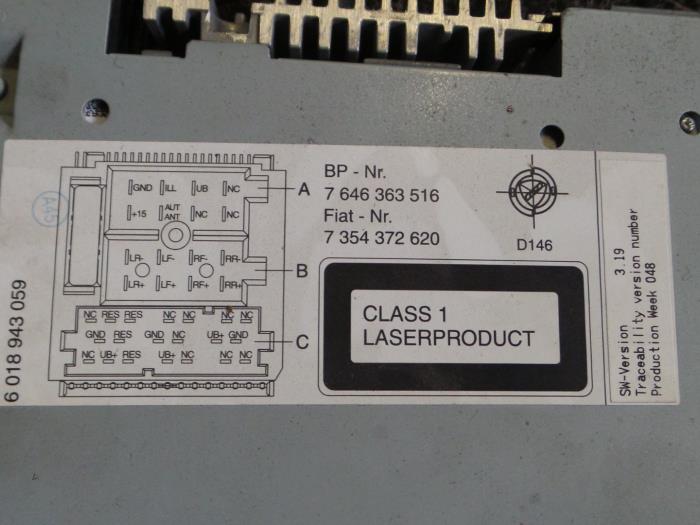 6 018 943 059
A45
GND ILL UB NC
A
+15 AUT ANT NC NC
LR- LF- RF- RR-
B
LR+ LF+ RF+ RR+
NC RES RES NC NC NC NC
GND RES GND NC UB+ GND
C
NC UB+ RES UB+ NC NC NC
BP - Nr.
7 646 363 516
Fiat - Nr.
7 354 372 620
D146
CLASS 1
LASERPRODUCT
SW-Version 3.19
Traceability version number
Production Week 048